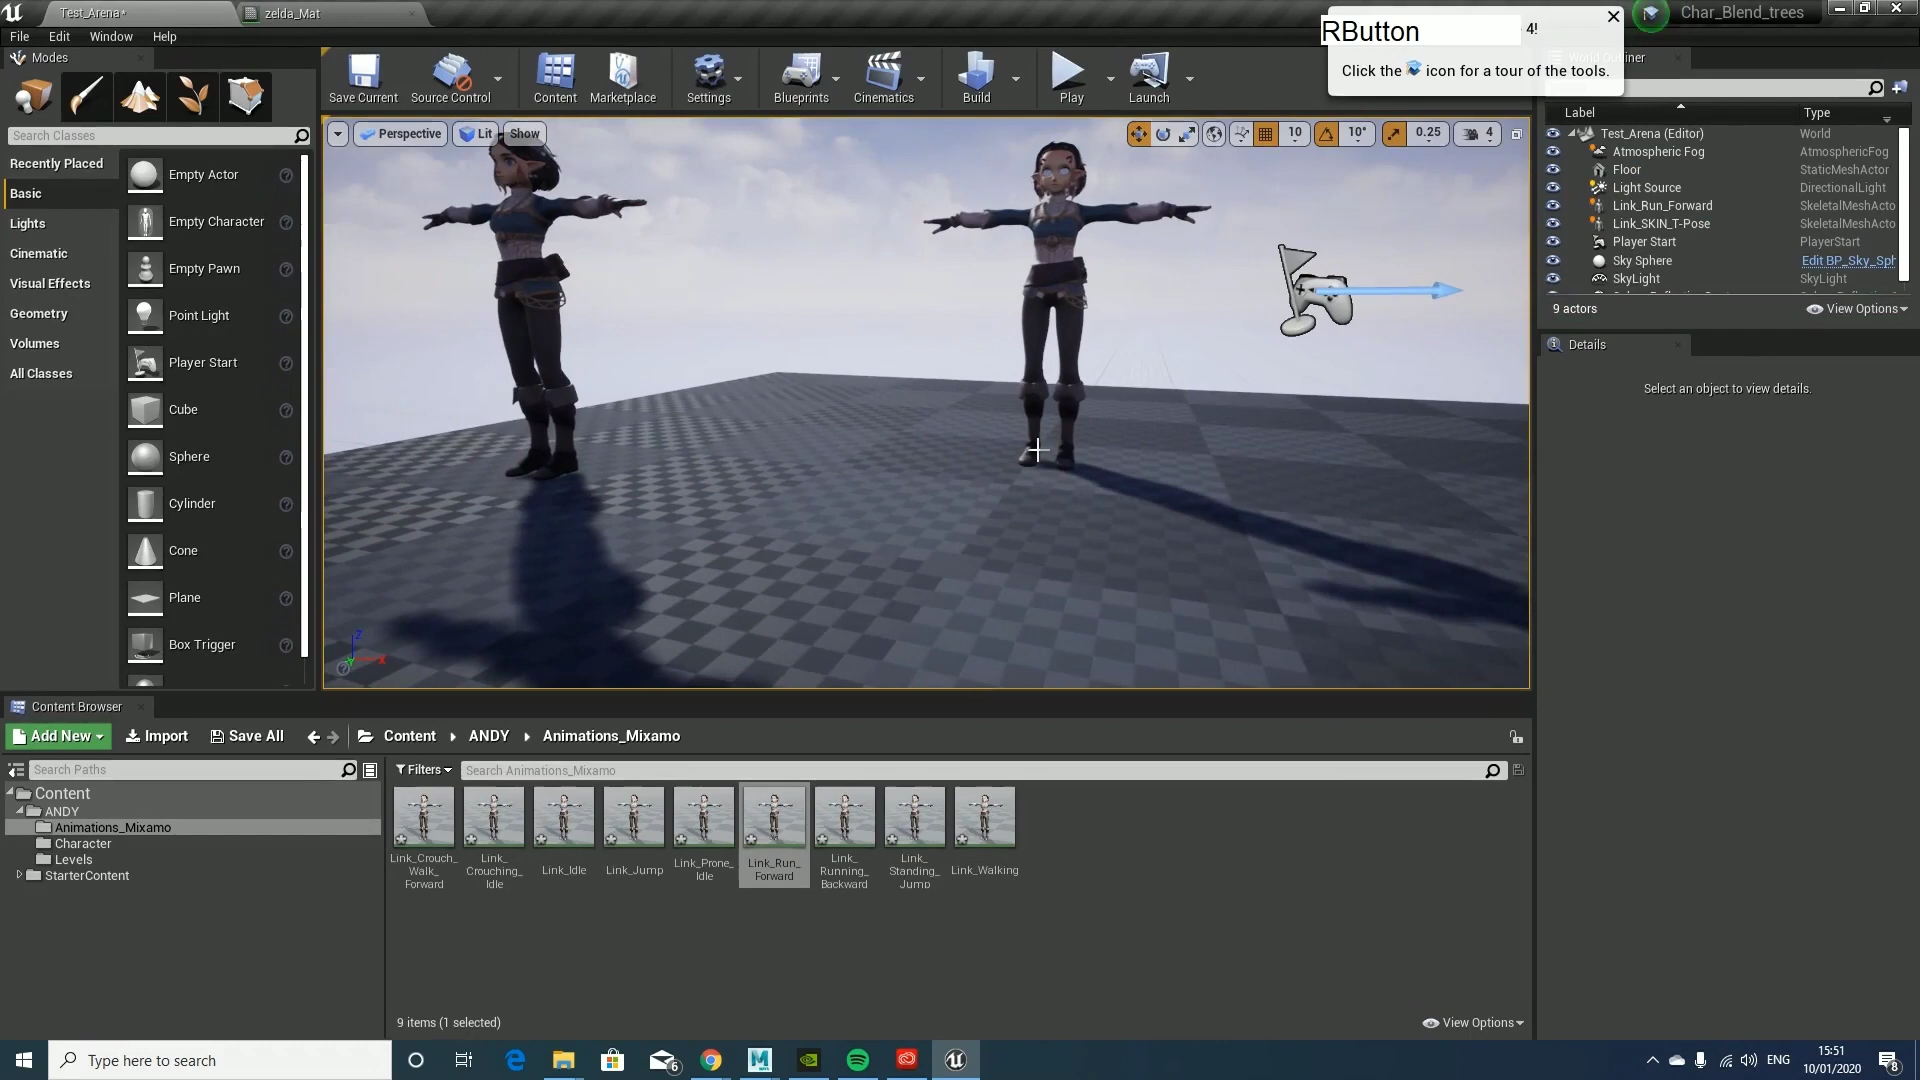 Test_Arena*
zelda_Mat
Char_Blend_trees
File
Edit
Window
Help
RButton
4!
Click the icon for a tour of the tools.
Modes
Search Classes
Recently Placed
Basic
Lights
Cinematic
Visual Effects
Geometry
Volumes
All Classes
Empty Actor
Empty Character
Empty Pawn
Point Light
Player Start
Cube
Sphere
Cylinder
Cone
Plane
Box Trigger
Save Current
Source Control
Content
Marketplace
Settings
Blueprints
Cinematics
Build
Play
Launch
Perspective
Lit
Show
10
10°
0.25
4
World Outliner
Label
Type
Test_Arena (Editor)
World
Atmospheric Fog
AtmosphericFog
Floor
StaticMeshActor
Light Source
DirectionalLight
Link_Run_Forward
SkeletalMeshActo
Link_SKIN_T-Pose
SkeletalMeshActo
Player Start
PlayerStart
Sky Sphere
Edit BP_Sky_Sph
SkyLight
SkyLight
9 actors
View Options
Details
Select an object to view details.
Z
X
Content Browser
Add New
Import
Save All
Content
ANDY
Animations_Mixamo
Search Paths
Filters
Search Animations_Mixamo
Content
ANDY
Animations_Mixamo
Character
Levels
StarterContent
Link_Crouch_
Walk_
Forward
Link_
Crouching_
Idle
Link_Idle
Link_Jump
Link_Prone_
Idle
Link_Run_
Forward
Link_
Running_
Backward
Link_
Standing_
Jump
Link_Walking
9 items (1 selected)
View Options
Type here to search
6
M
ENG
15:51
10/01/2020
8